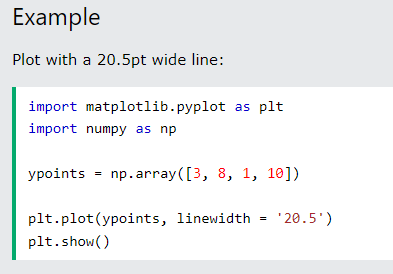 Example
Plot with a 20.5pt wide line:
import matplotlib.pyplot as plt
import numpy as np
ypoints = np.array([3, 8, 1, 10])
plt.plot(ypoints, linewidth = '20.5')
plt.show()